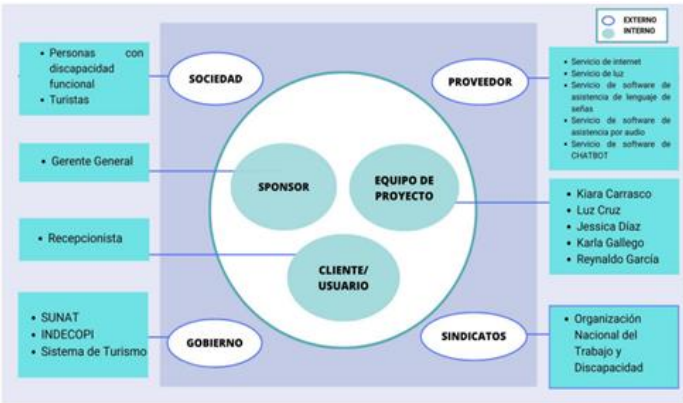 EXTERNO
INTERNO
• Personas con
discapacidad
funcional
• Turistas
SOCIEDAD
PROVEEDOR
• Servicio de internet
• Servicio de luz
• Servicio de software de
asistencia de lenguaje de
señas
• Servicio de software de
asistencia por audio
• Servicio de software de
CHATBOT
• Gerente General
SPONSOR
EQUIPO DE
PROYECTO
• Kiara Carrasco
• Luz Cruz
• Jessica Díaz
• Karla Gallego
• Reynaldo García
• Recepcionista
CLIENTE/
USUARIO
• SUNAT
• INDECOPI
• Sistema de Turismo
GOBIERNO
SINDICATOS
• Organización
Nacional del
Trabajo y
Discapacidad